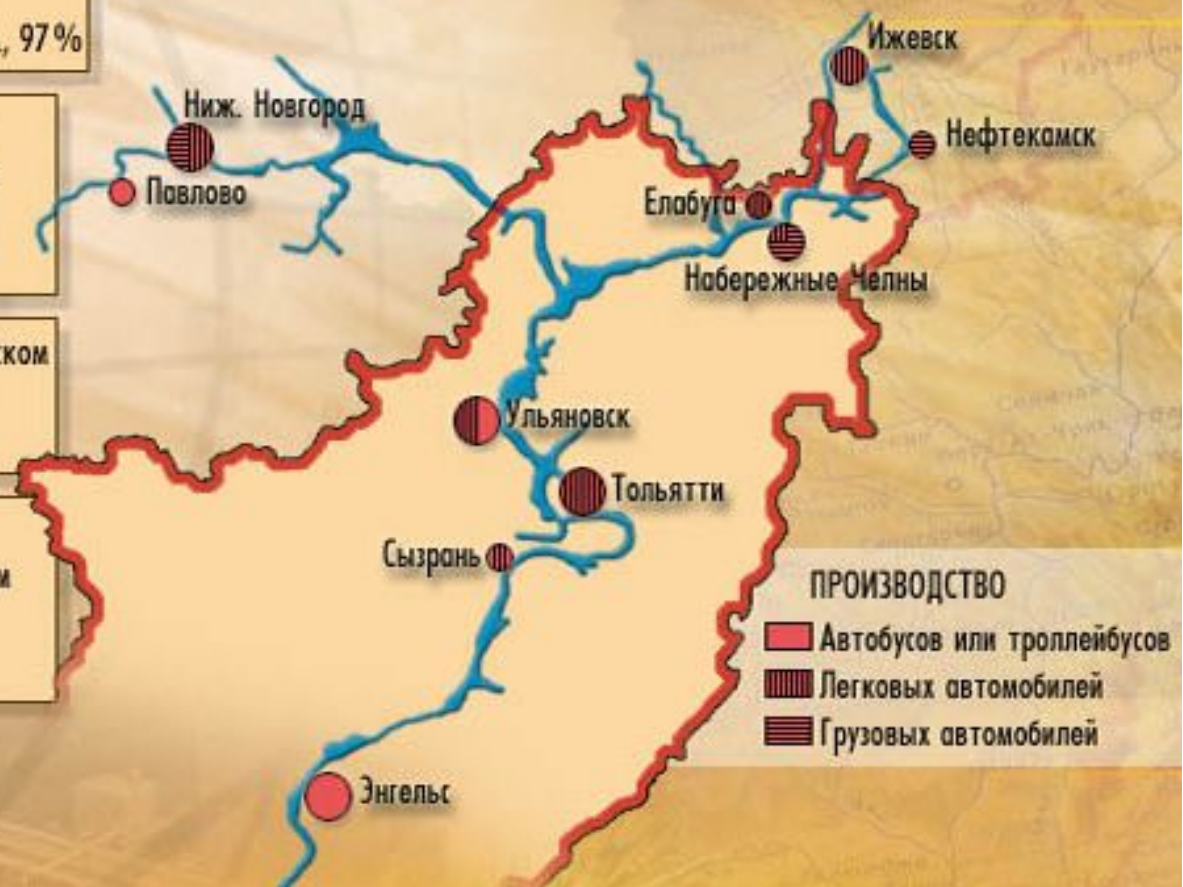 , 97%
Ижевск
Ниж. Новгород
Нефтекамск
Павлово
Елабуга
Набережные Челны
ском
Ульяновск
Тольятти
Сызрань
м
ПРОИЗВОДСТВО
Автобусов или троллейбусов
Легковых автомобилей
Грузовых автомобилей
Энгельс